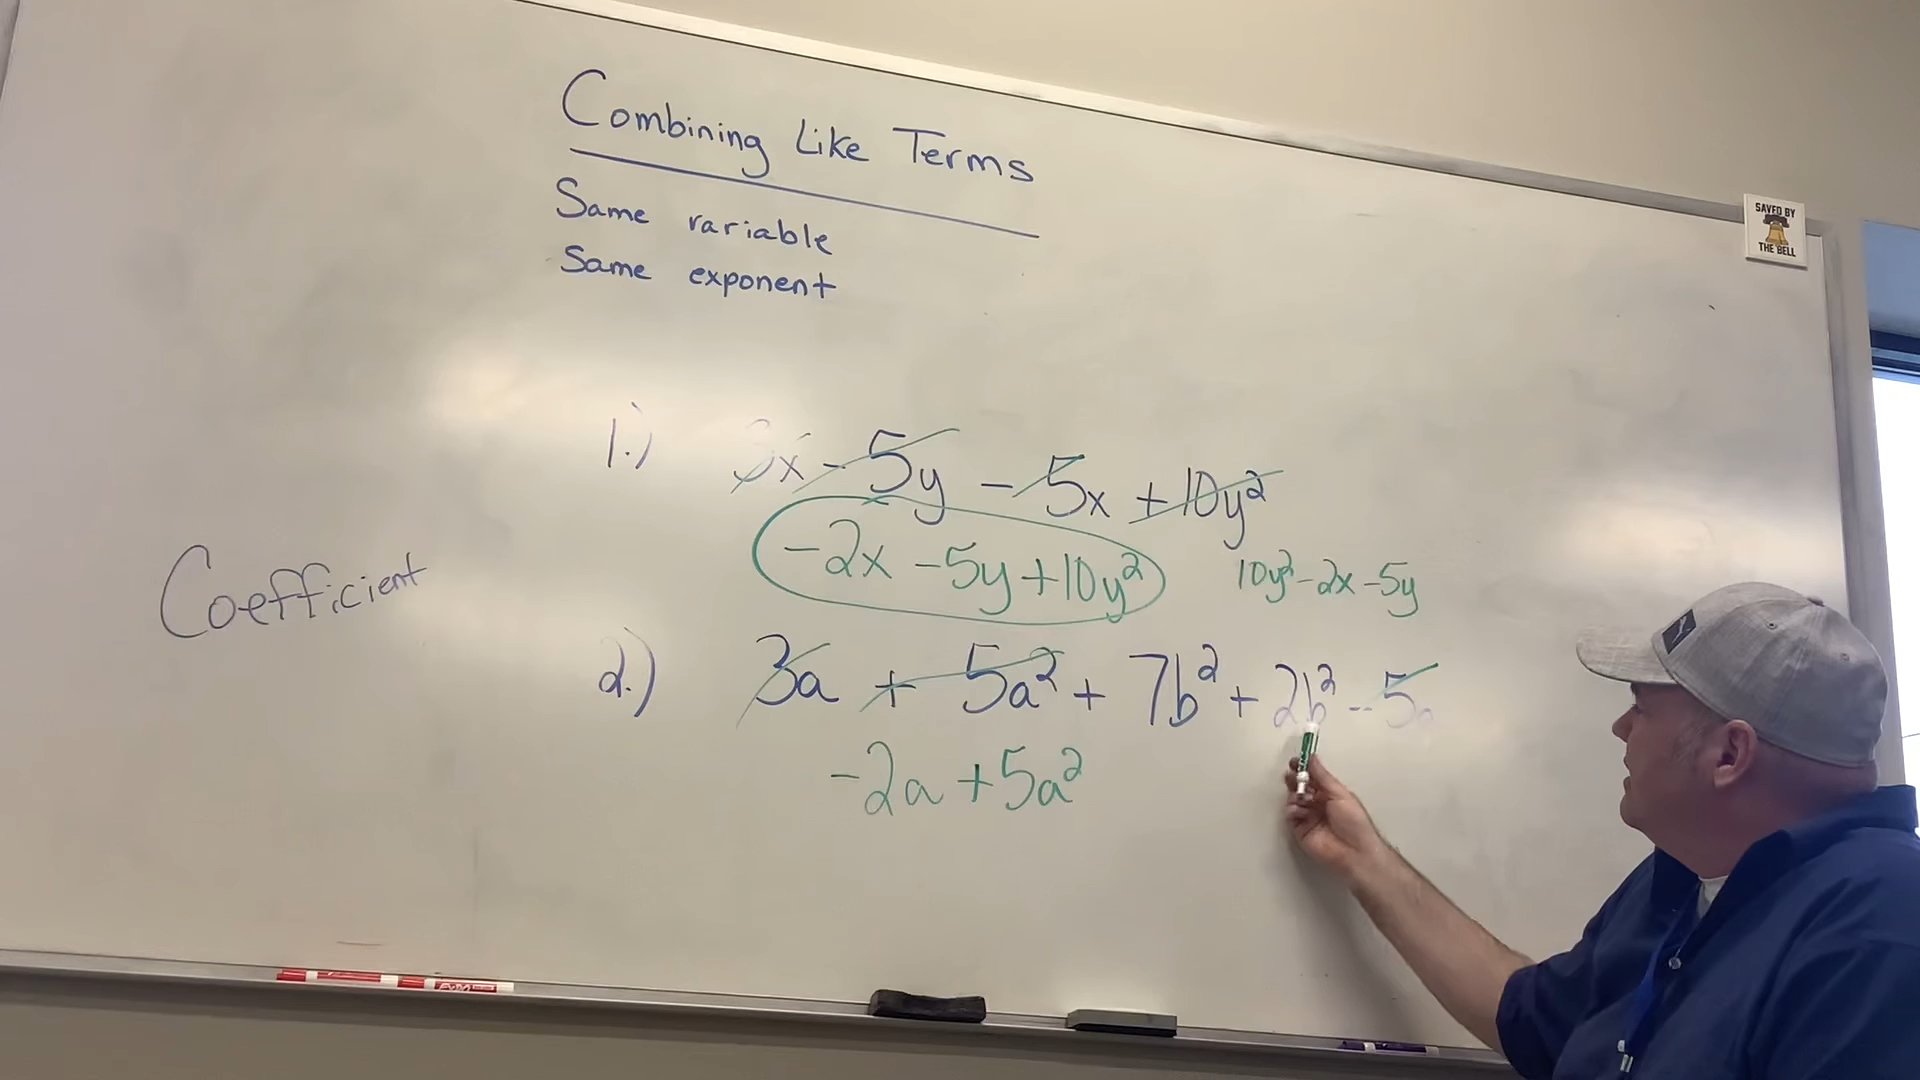 Combining Like Terms
Same variable
Same exponent
SAVED BY
THE BELL
1.) 3x - 5y - 5x + 10y²
-2x - 5y + 10y² 10y² - 2x - 5y
Coefficient
2.) 3a + 5a² + 7b² + 2b² - 5a
-2a + 5a²
EXPO